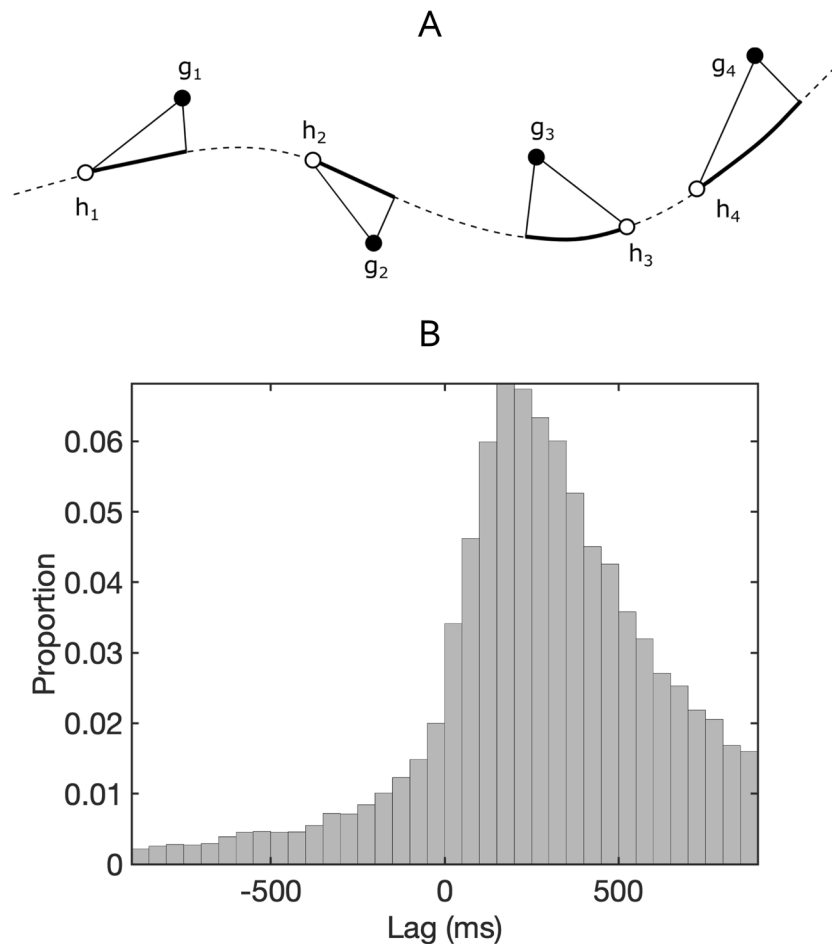 A
g₁
h₁
h₂
g₂
g₃
h₃
g₄
h₄
B
Proportion
0.06
0.05
0.04
0.03
0.02
0.01
0
-500
0
500
Lag (ms)